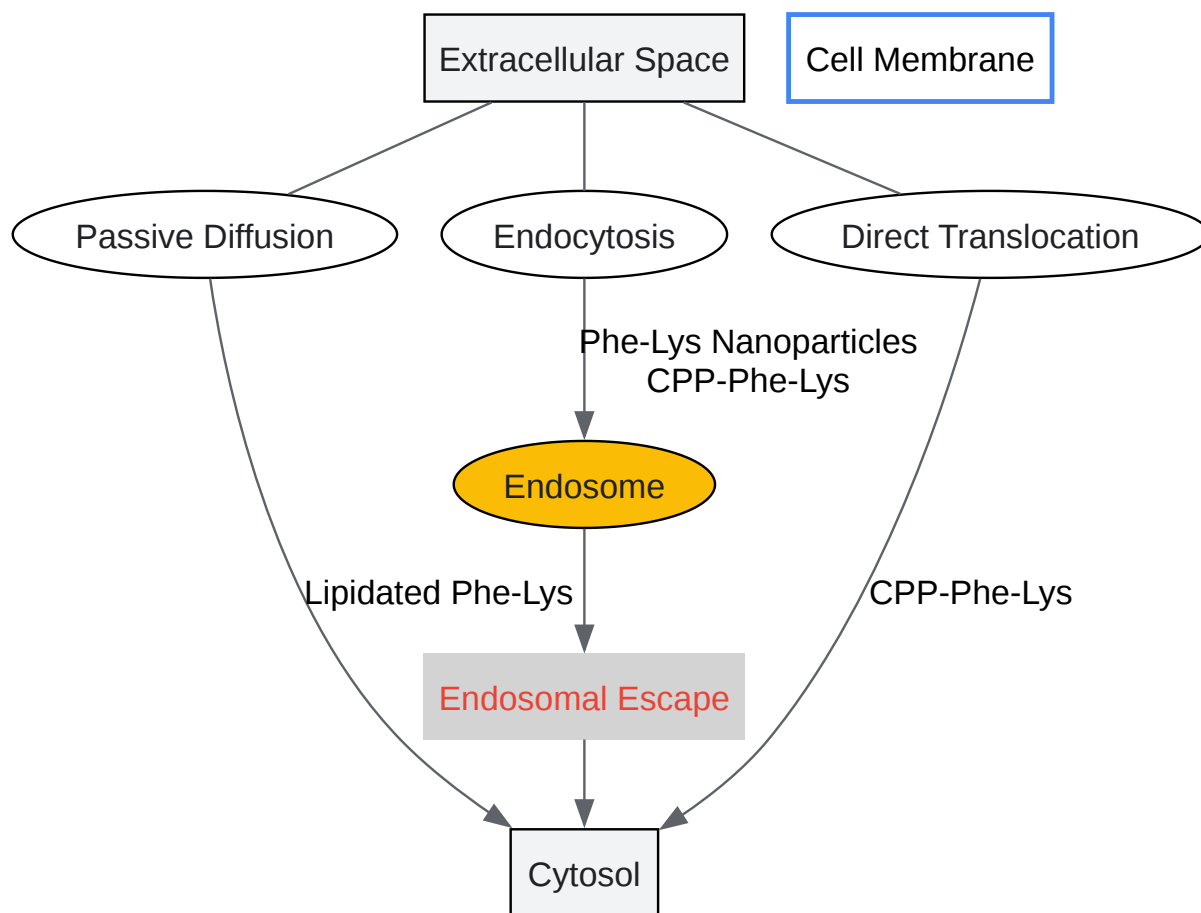 Extracellular Space
Cell Membrane
Passive Diffusion
Endocytosis
Direct Translocation
Phe-Lys Nanoparticles
CPP-Phe-Lys
Endosome
Lipidated Phe-Lys
CPP-Phe-Lys
Endosomal Escape
Cytosol